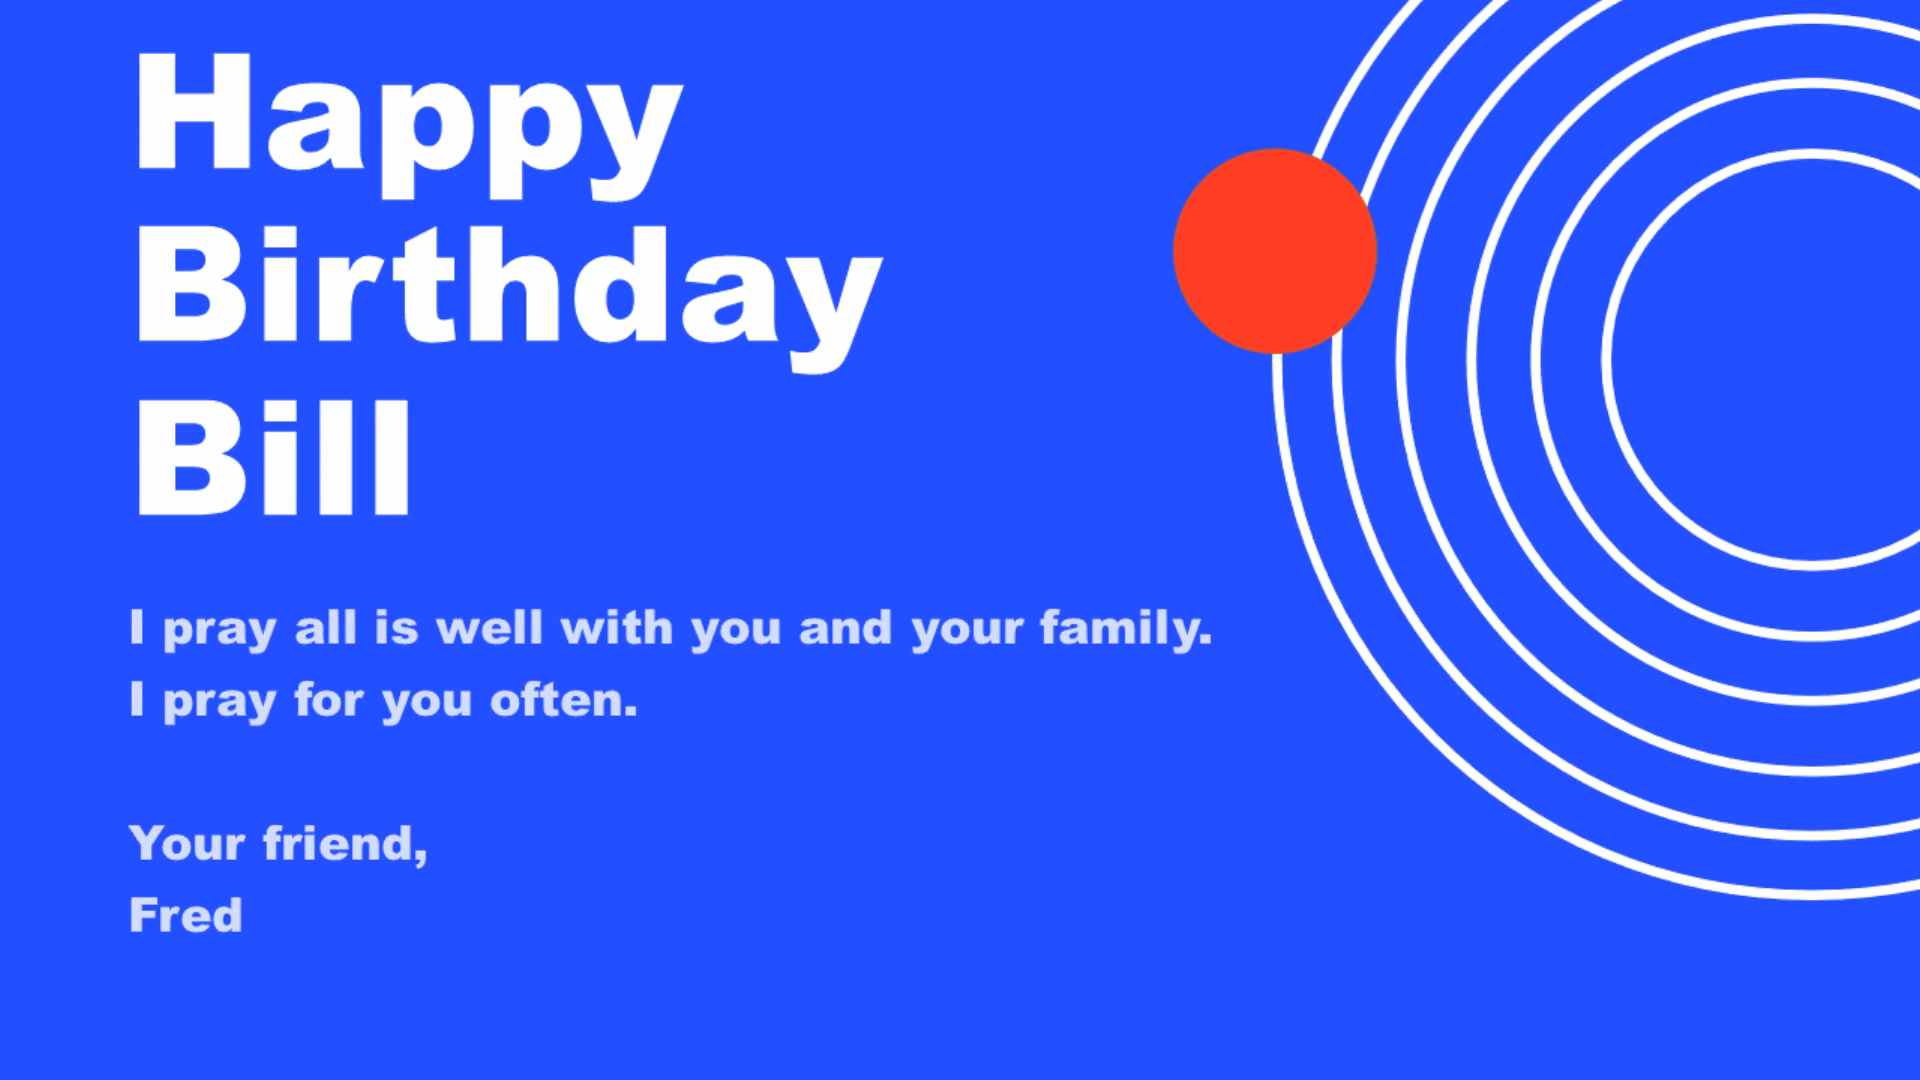 Happy
Birthday
Bill
I pray all is well with you and your family.
I pray for you often.
Your friend,
Fred